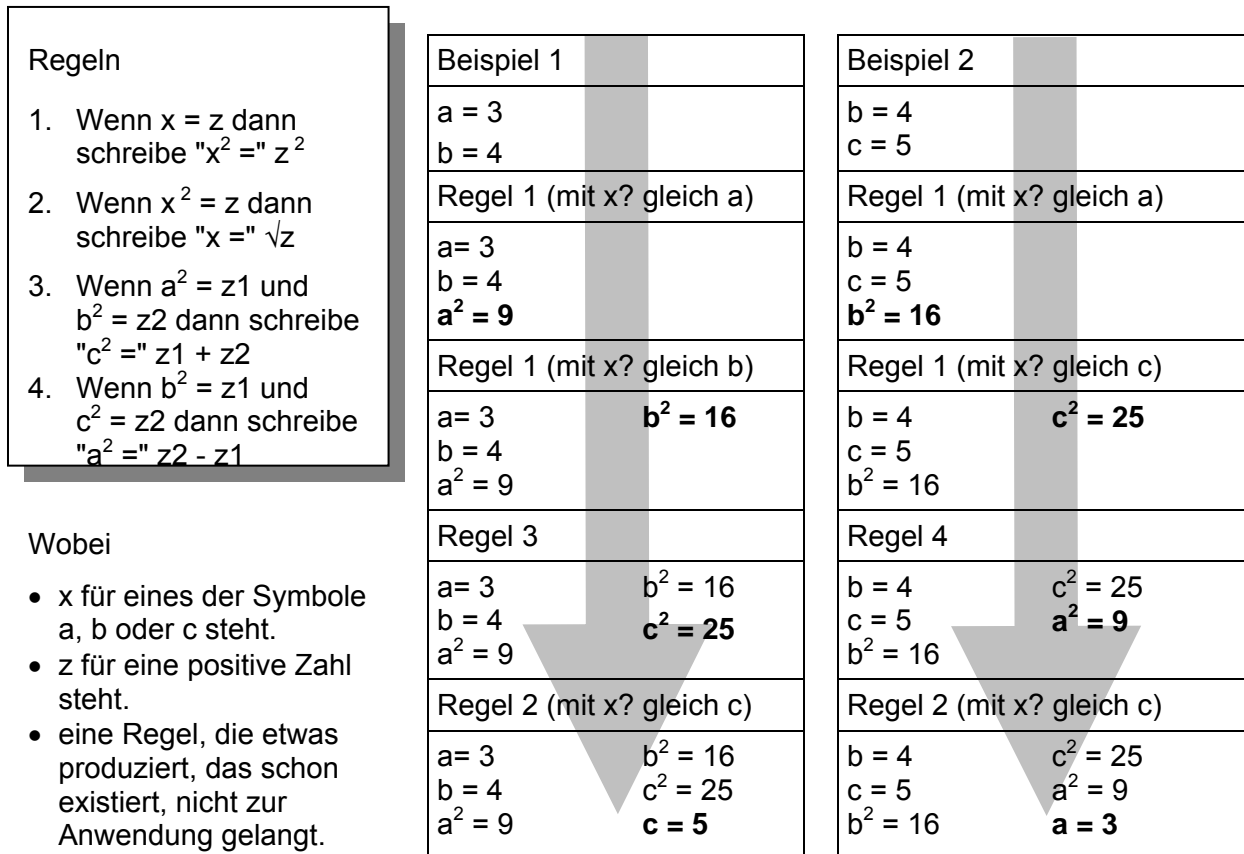 Regeln
1. Wenn x = z dann
schreibe "x² =" z²
2. Wenn x² = z dann
schreibe "x =" √z
3. Wenn a² = z1 und
b² = z2 dann schreibe
"c² =" z1 + z2
4. Wenn b² = z1 und
c² = z2 dann schreibe
"a² =" z2 - z1
Wobei
• x für eines der Symbole
a, b oder c steht.
• z für eine positive Zahl
steht.
• eine Regel, die etwas
produziert, das schon
existiert, nicht zur
Anwendung gelangt.
Beispiel 1
a = 3
b = 4
Regel 1 (mit x? gleich a)
a= 3
b = 4
a² = 9
Regel 1 (mit x? gleich b)
a= 3 b² = 16
b = 4
a² = 9
Regel 3
a= 3 b² = 16
b = 4 c² = 25
a² = 9
Regel 2 (mit x? gleich c)
a= 3 b² = 16
b = 4 c² = 25
a² = 9 c = 5
Beispiel 2
b = 4
c = 5
Regel 1 (mit x? gleich a)
b = 4
c = 5
b² = 16
Regel 1 (mit x? gleich c)
b = 4 c² = 25
c = 5
b² = 16
Regel 4
b = 4 c² = 25
c = 5 a² = 9
b² = 16
Regel 2 (mit x? gleich c)
b = 4 c² = 25
c = 5 a² = 9
b² = 16 a = 3